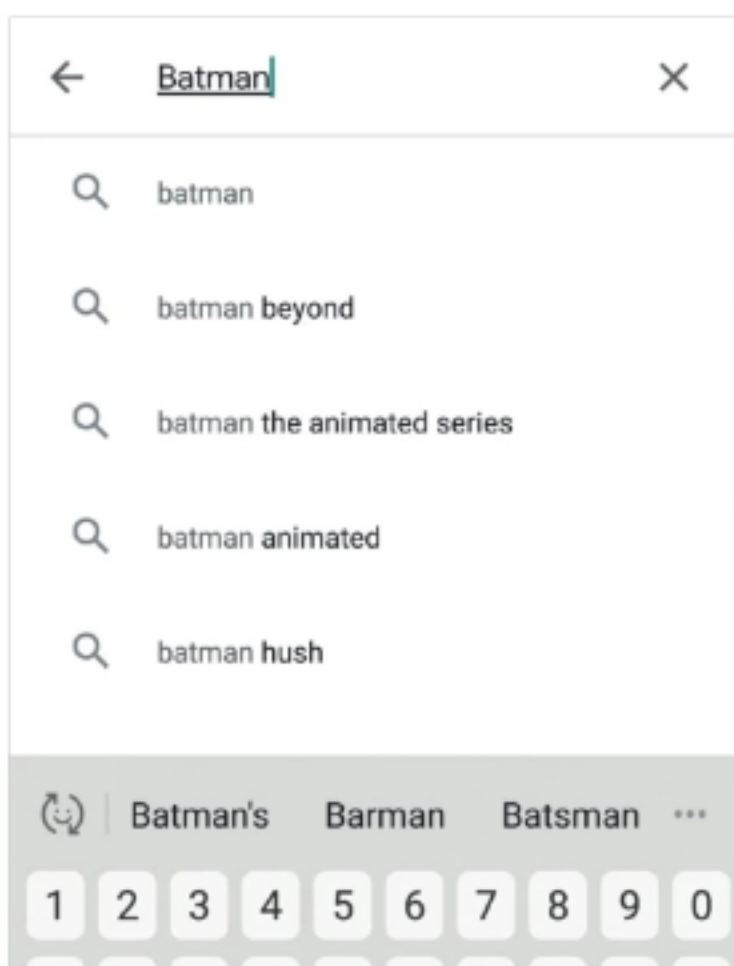 Batman
batman
batman beyond
batman the animated series
batman animated
batman hush
Batman's Barman Batsman
1 2 3 4 5 6 7 8 9 0